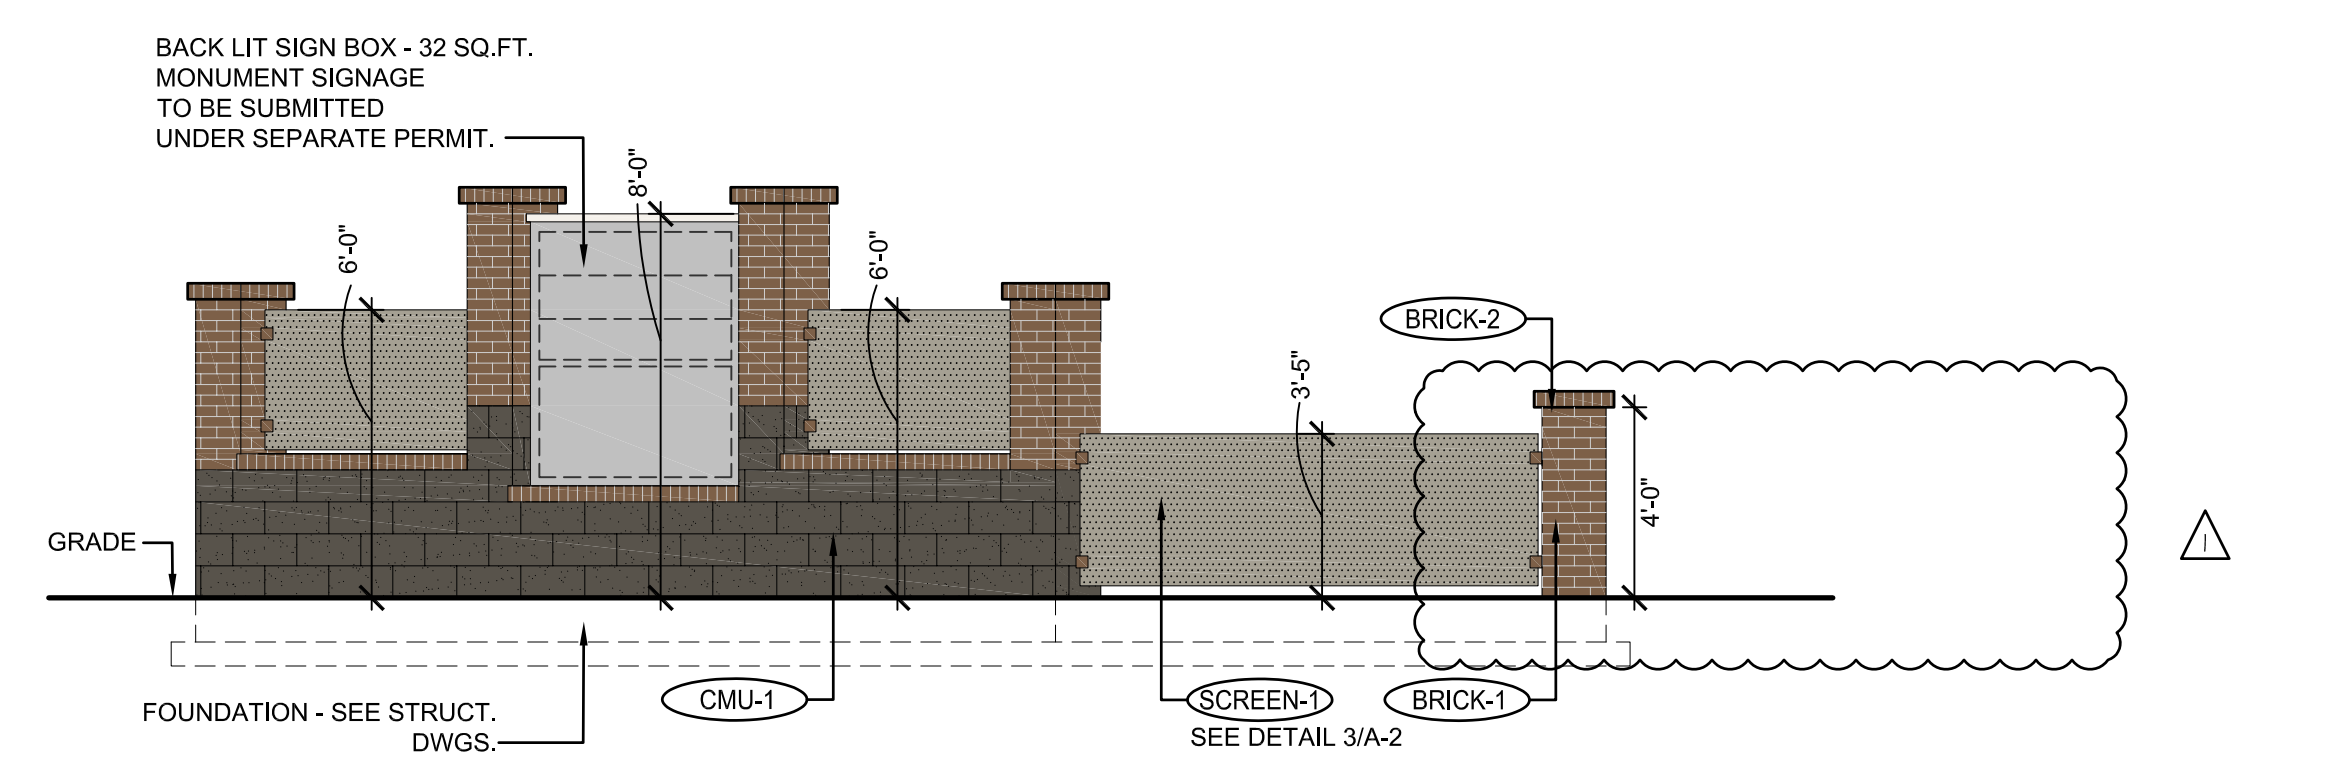 BACK LIT SIGN BOX - 32 SQ.FT.
MONUMENT SIGNAGE
TO BE SUBMITTED
UNDER SEPARATE PERMIT.
8'-0"
6'-0"
6'-0"
BRICK-2
3'-5"
4'-0"
GRADE
1
CMU-1
SCREEN-1
BRICK-1
FOUNDATION - SEE STRUCT.
DWGS.
SEE DETAIL 3/A-2